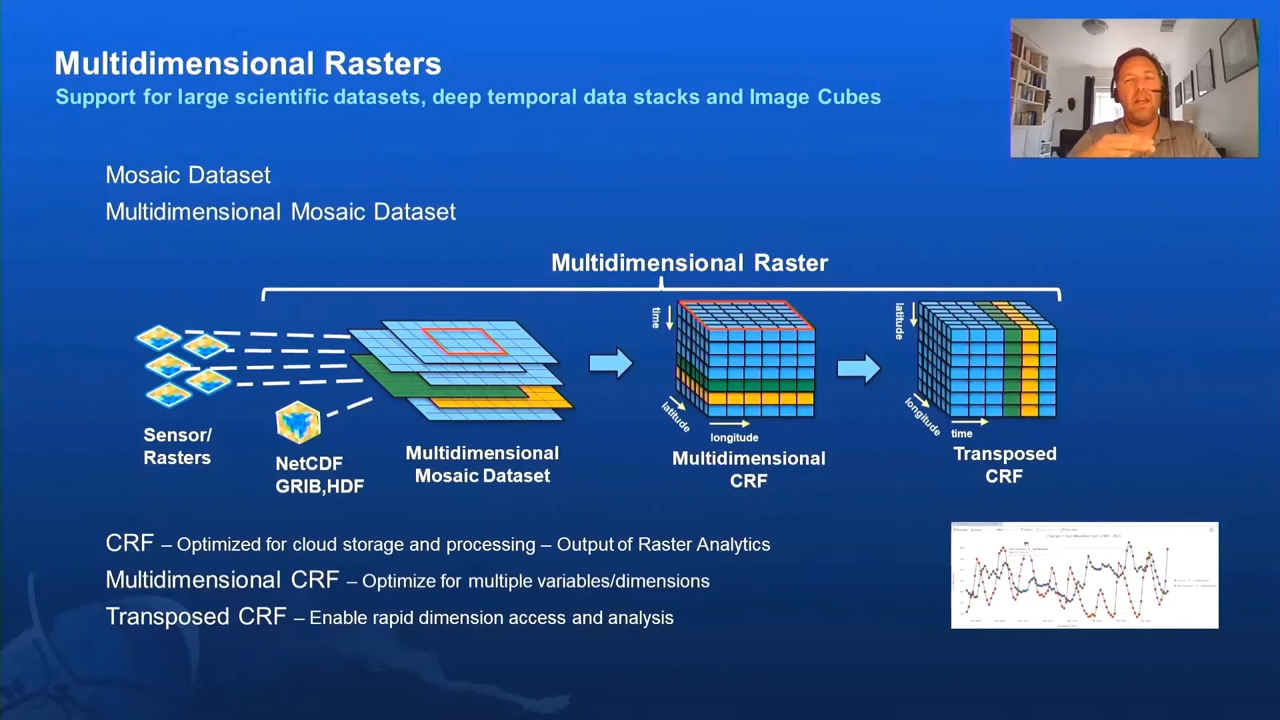 Multidimensional Rasters
Support for large scientific datasets, deep temporal data stacks and Image Cubes
Mosaic Dataset
Multidimensional Mosaic Dataset
Multidimensional Raster
Sensor/
Rasters
NetCDF
GRIB,HDF
Multidimensional
Mosaic Dataset
time
latitude
longitude
Multidimensional
CRF
latitude
longitude
time
Transposed
CRF
CRF – Optimized for cloud storage and processing – Output of Raster Analytics
Multidimensional CRF – Optimize for multiple variables/dimensions
Transposed CRF – Enable rapid dimension access and analysis